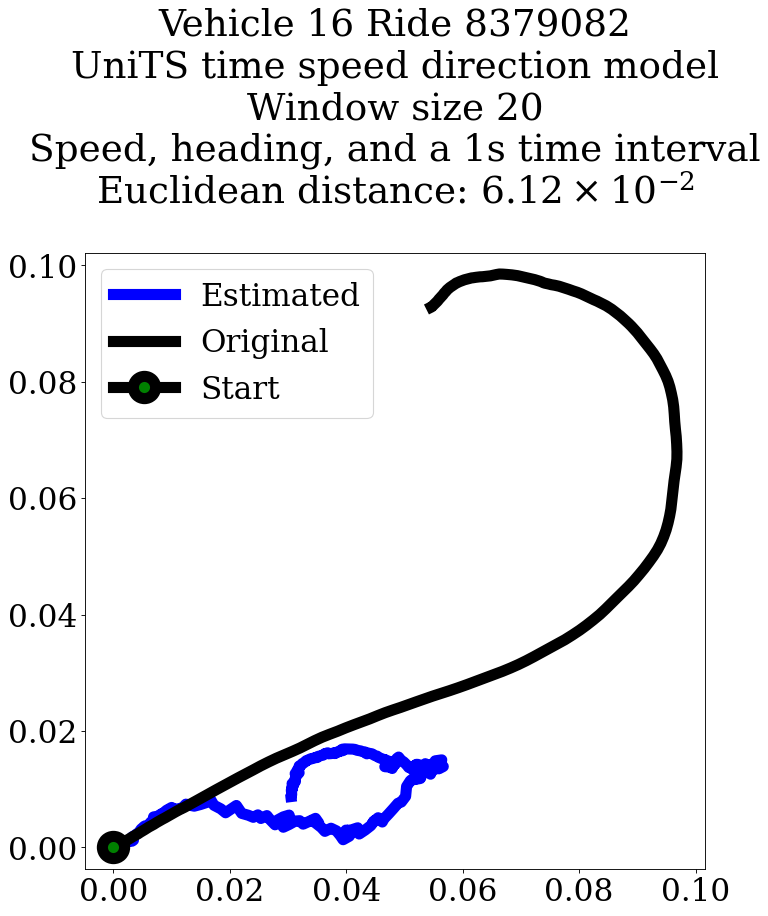 Vehicle 16 Ride 8379082
UniTS time speed direction model
Window size 20
Speed, heading, and a 1s time interval
Euclidean distance: 6.12 × 10⁻²
0.10
0.08
0.06
0.04
0.02
0.00
Estimated
Original
Start
0.00 0.02 0.04 0.06 0.08 0.10